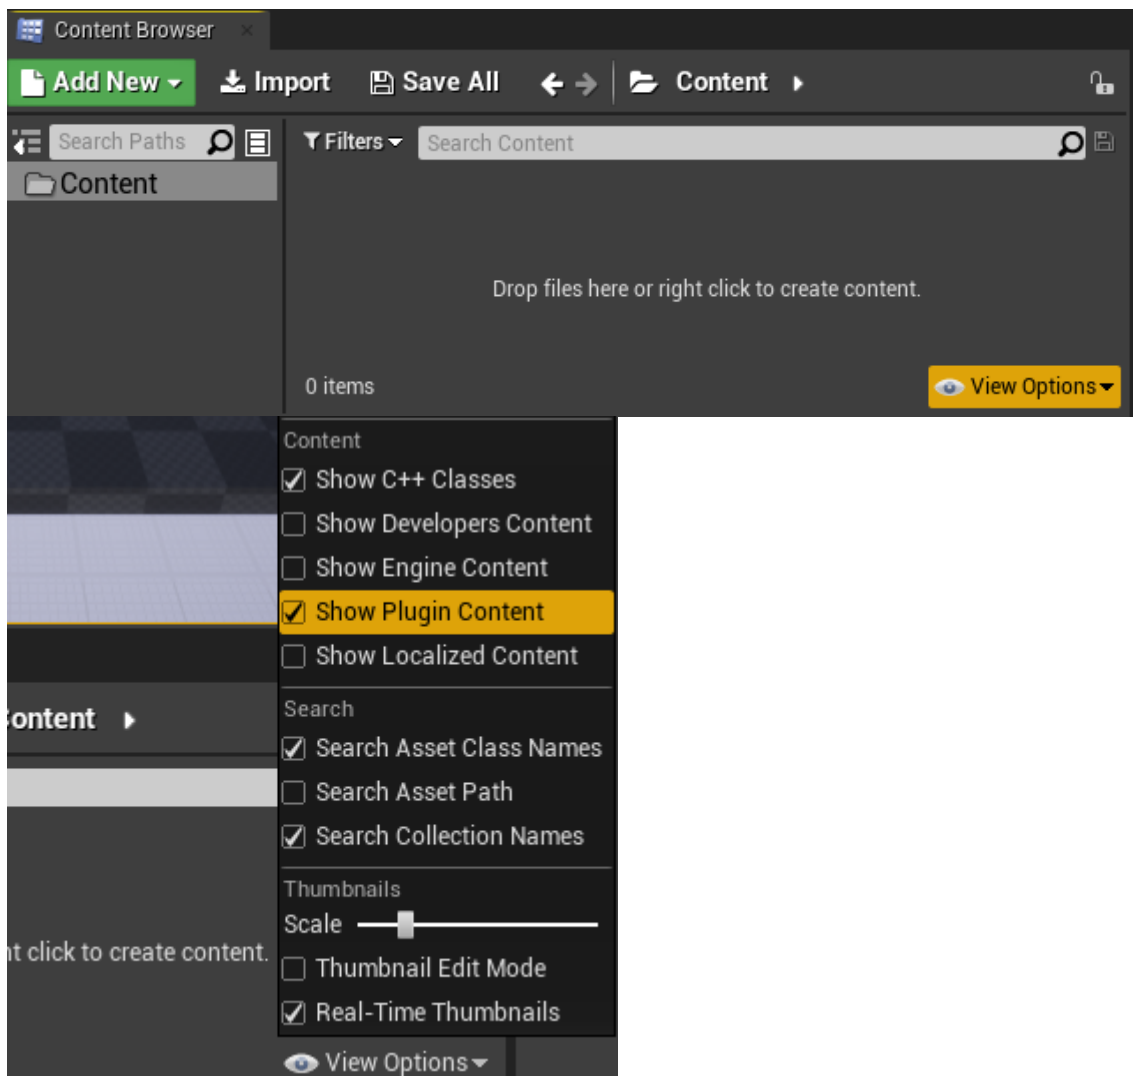 Content Browser
Add New Import Save All Content
Search Paths Filters Search Content
Content
Drop files here or right click to create content.
0 items View Options
Content
Show C++ Classes
Show Developers Content
Show Engine Content
Show Plugin Content
Show Localized Content
Search
ontent
Search Asset Class Names
Search Asset Path
Search Collection Names
Thumbnails
Scale
ht click to create content.
Thumbnail Edit Mode
Real-Time Thumbnails
View Options